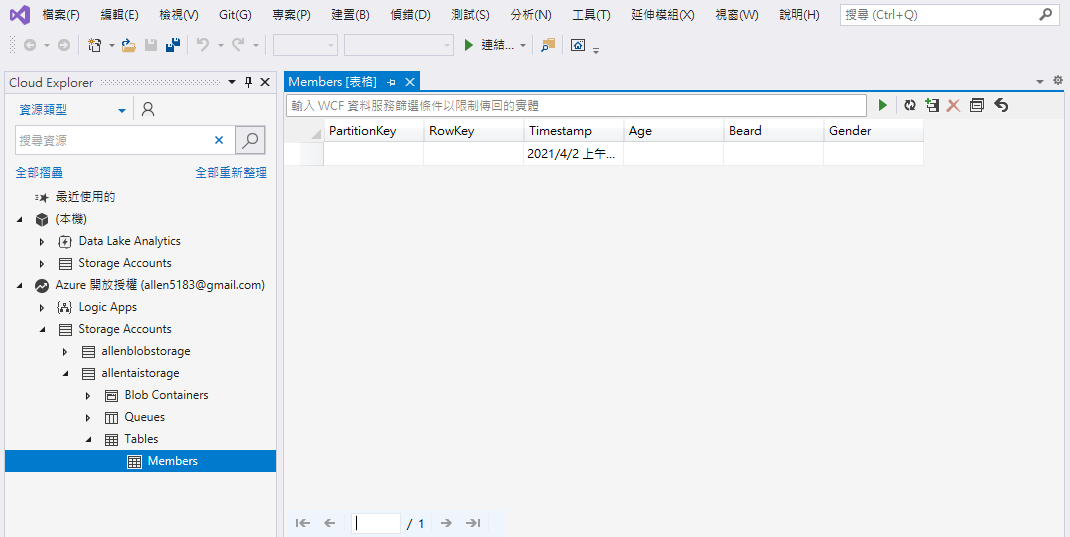 檔案(F) 編輯(E) 檢視(V) Git(G) 專案(P) 建置(B) 偵錯(D) 測試(S) 分析(N) 工具(T) 延伸模組(X) 視窗(W) 說明(H) 搜尋 (Ctrl+Q)
連結...
Cloud Explorer
資源類型
搜尋資源
全部摺疊 全部重新整理
最近使用的
(本機)
Data Lake Analytics
Storage Accounts
Azure 開放授權 (allen5183@gmail.com)
Logic Apps
Storage Accounts
allenblobstorage
allentaistorage
Blob Containers
Queues
Tables
Members
Members [表格]
輸入 WCF 資料服務篩選條件以限制傳回的實體
PartitionKey RowKey Timestamp Age Beard Gender
2021/4/2 上午...
/ 1